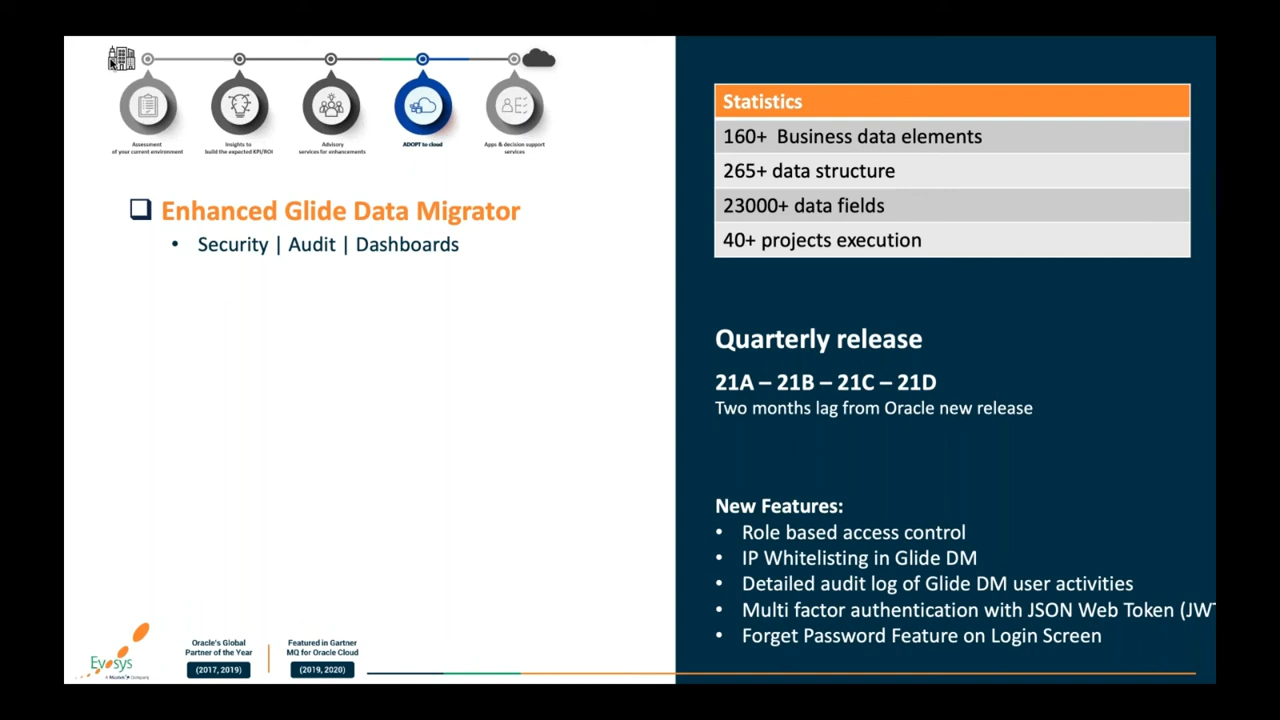 Assessment
of your current environment
Insights to
build the expected KPI/ROI
Advisory
services for enhancements
ADOPT to cloud
Apps & decision support
services
Enhanced Glide Data Migrator
• Security | Audit | Dashboards
Statistics
160+ Business data elements
265+ data structure
23000+ data fields
40+ projects execution
Quarterly release
21A – 21B – 21C – 21D
Two months lag from Oracle new release
New Features:
• Role based access control
• IP Whitelisting in Glide DM
• Detailed audit log of Glide DM user activities
• Multi factor authentication with JSON Web Token (JWT
• Forget Password Feature on Login Screen
Evosys
A Mastek Company
Oracle's Global
Partner of the Year
(2017, 2019)
Featured in Gartner
MQ for Oracle Cloud
(2019, 2020)